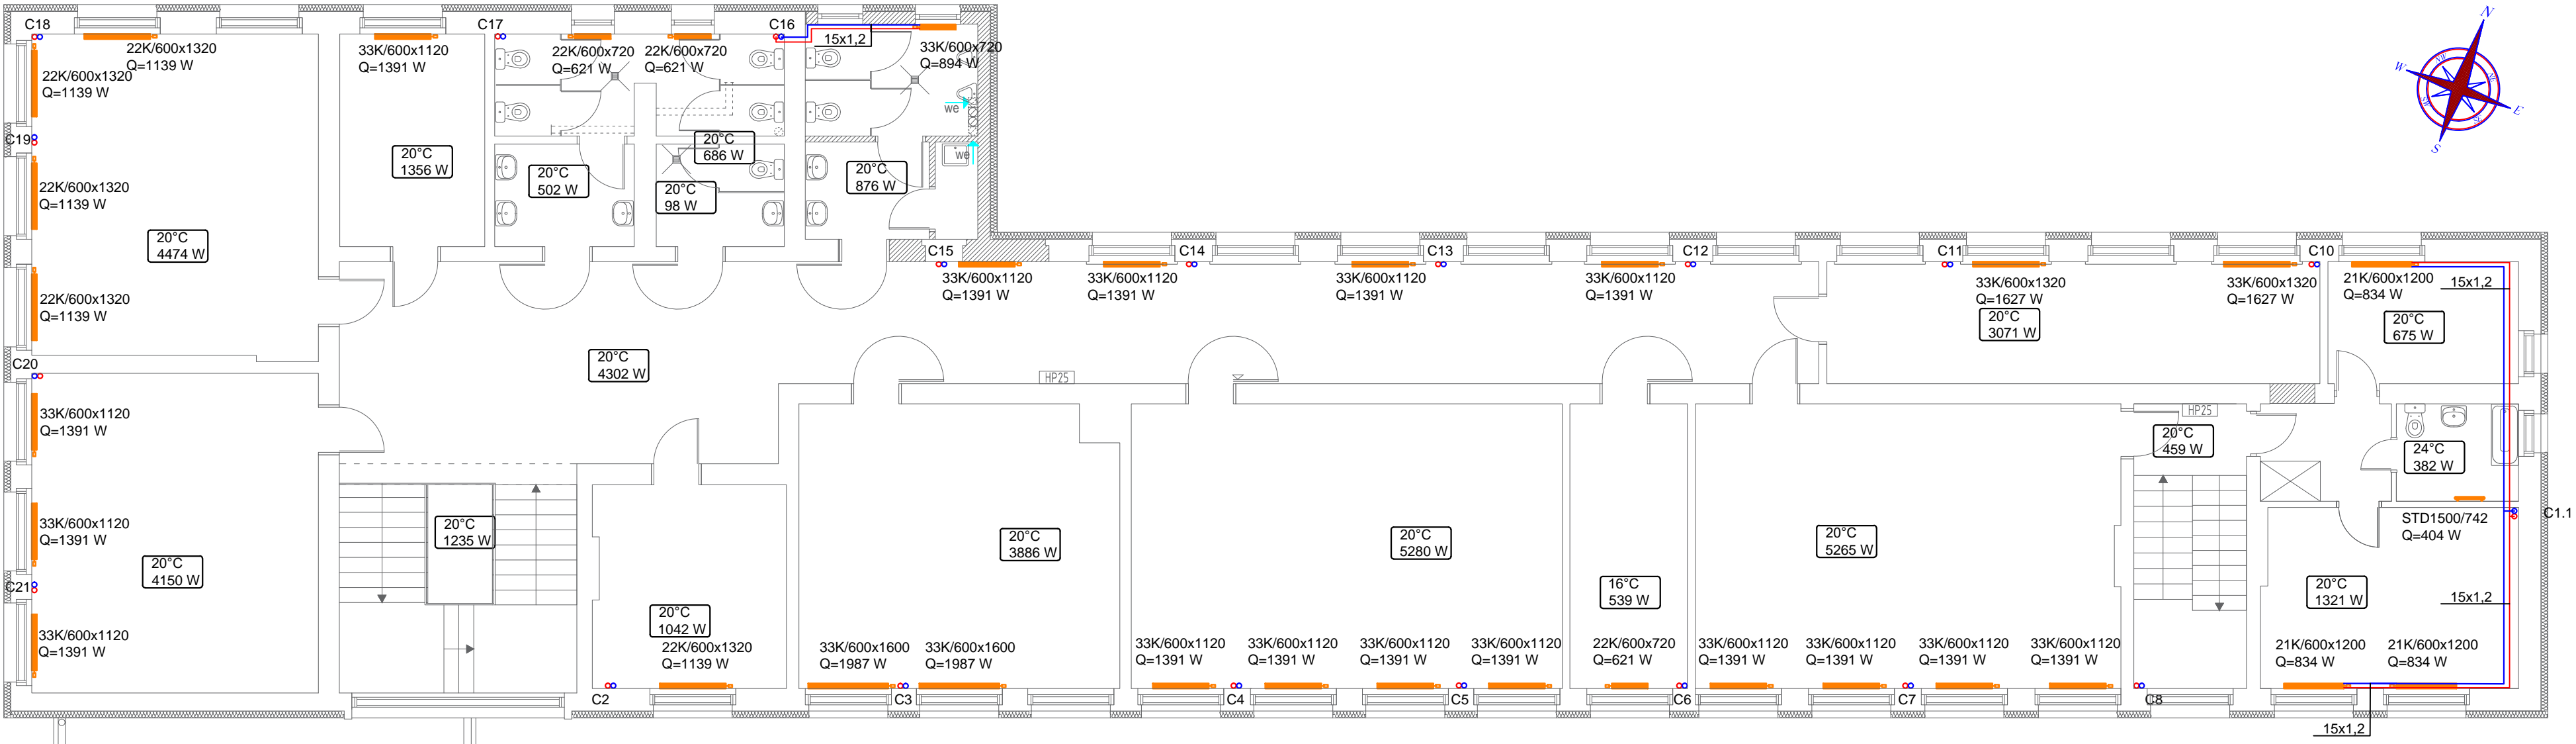 C18
C17
C16
22K/600x1320
Q=1139 W
33K/600x1120
Q=1391 W
22K/600x720
Q=621 W
22K/600x720
Q=621 W
15x1,2
33K/600x720
Q=894 W
N
W
E
S
NW
NE
SW
SE
22K/600x1320
Q=1139 W
C19
we
we
20°C
1356 W
20°C
686 W
20°C
502 W
20°C
98 W
20°C
876 W
22K/600x1320
Q=1139 W
20°C
4474 W
22K/600x1320
Q=1139 W
C15
C14
C13
C12
C11
C10
33K/600x1120
Q=1391 W
33K/600x1120
Q=1391 W
33K/600x1120
Q=1391 W
33K/600x1120
Q=1391 W
33K/600x1320
Q=1627 W
33K/600x1320
Q=1627 W
21K/600x1200
Q=834 W
15x1,2
20°C
3071 W
20°C
675 W
C20
20°C
4302 W
HP25
HP25
33K/600x1120
Q=1391 W
20°C
459 W
24°C
382 W
33K/600x1120
Q=1391 W
20°C
1235 W
20°C
3886 W
20°C
5280 W
20°C
5265 W
STD1500/742
Q=404 W
C1.1
20°C
4150 W
C21
16°C
539 W
20°C
1321 W
15x1,2
33K/600x1120
Q=1391 W
20°C
1042 W
22K/600x1320
Q=1139 W
33K/600x1600
Q=1987 W
33K/600x1600
Q=1987 W
33K/600x1120
Q=1391 W
33K/600x1120
Q=1391 W
33K/600x1120
Q=1391 W
33K/600x1120
Q=1391 W
22K/600x720
Q=621 W
33K/600x1120
Q=1391 W
33K/600x1120
Q=1391 W
33K/600x1120
Q=1391 W
33K/600x1120
Q=1391 W
21K/600x1200
Q=834 W
21K/600x1200
Q=834 W
C2
C3
C4
C5
C6
C7
C8
15x1,2